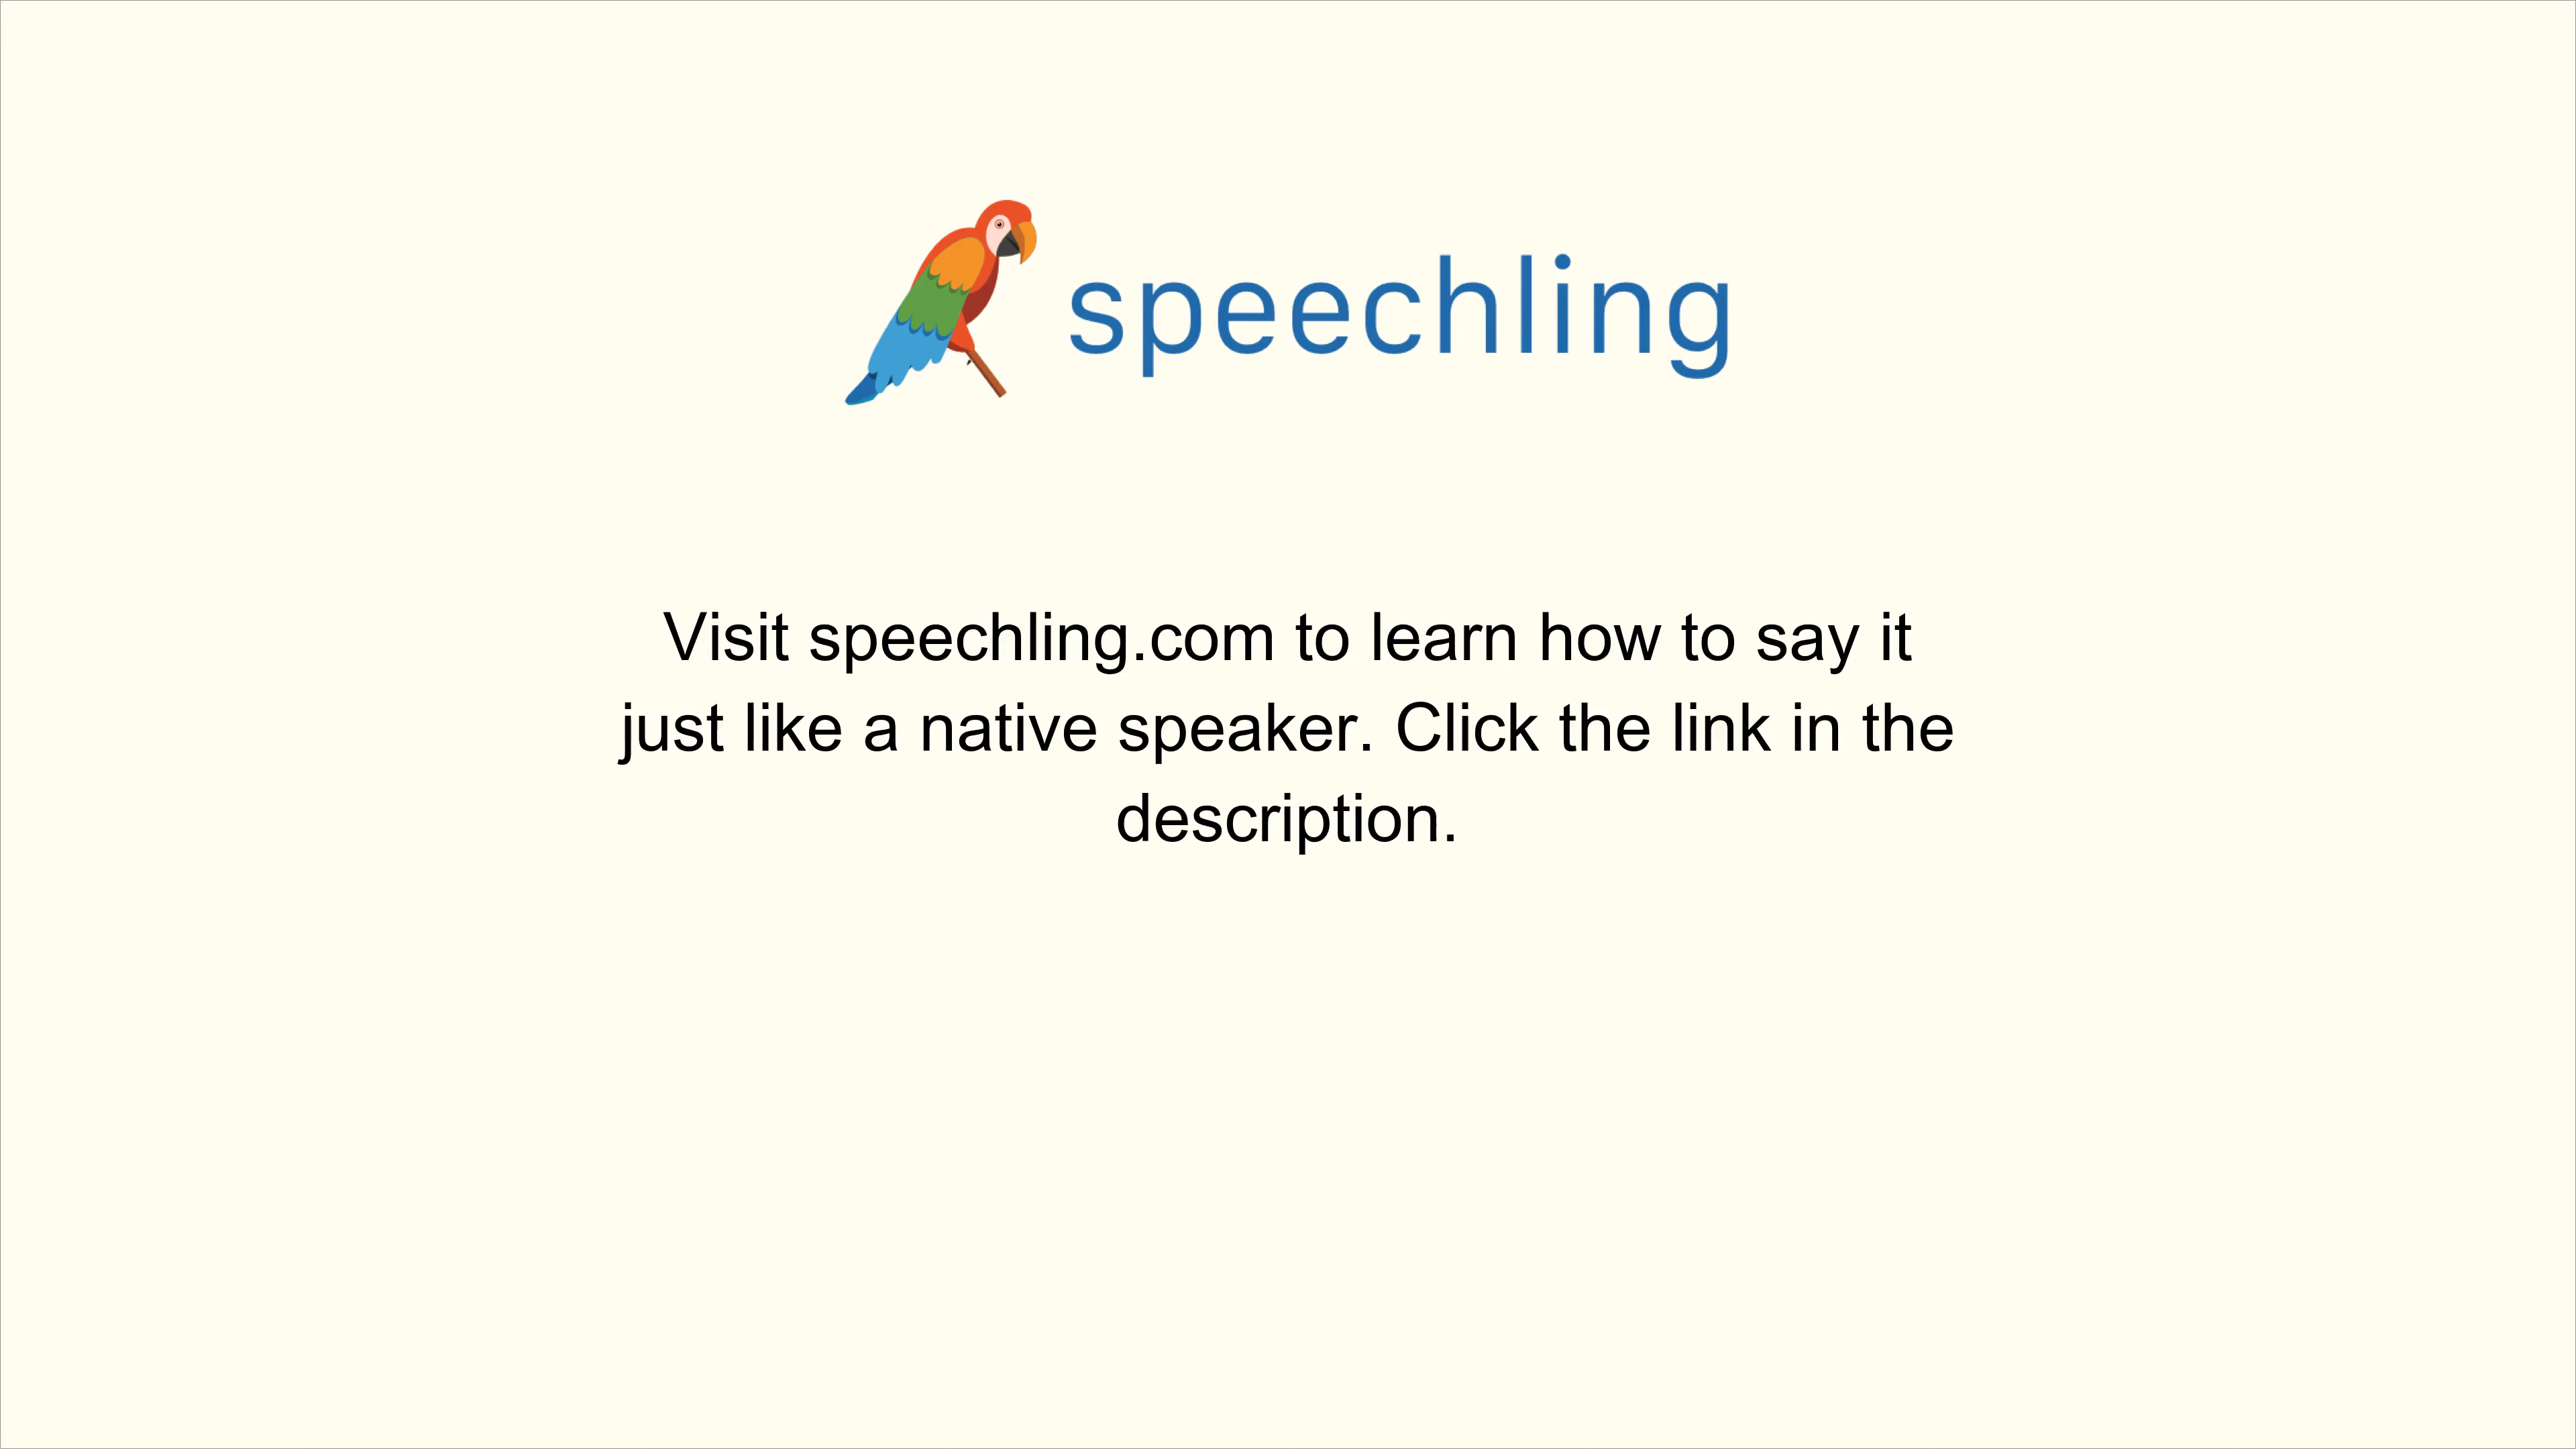 speechling
Visit speechling.com to learn how to say it
just like a native speaker. Click the link in the
description.